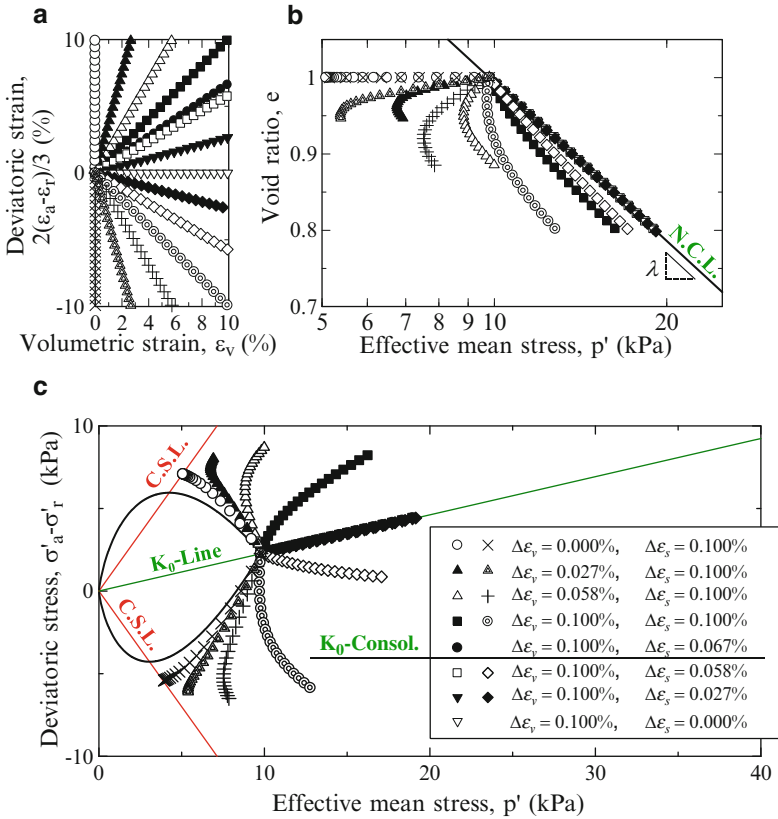 a
10
0
-10
Deviatoric strain,
2(εa-εr)/3 (%)
0 2 4 6 8 10
Volumetric strain, εv (%)
b
1
0.9
0.8
0.7
Void ratio, e
N.C.L.
λ
5 6 7 8 9 10 20
Effective mean stress, p' (kPa)
c
10
0
-10
Deviatoric stress, σ'a-σ'r (kPa)
C.S.L.
K0-Line
C.S.L.
K0-Consol.
Δεv = 0.000%, Δεs = 0.100%
Δεv = 0.027%, Δεs = 0.100%
Δεv = 0.058%, Δεs = 0.100%
Δεv = 0.100%, Δεs = 0.100%
Δεv = 0.100%, Δεs = 0.067%
Δεv = 0.100%, Δεs = 0.058%
Δεv = 0.100%, Δεs = 0.027%
Δεv = 0.100%, Δεs = 0.000%
0 10 20 30 40
Effective mean stress, p' (kPa)